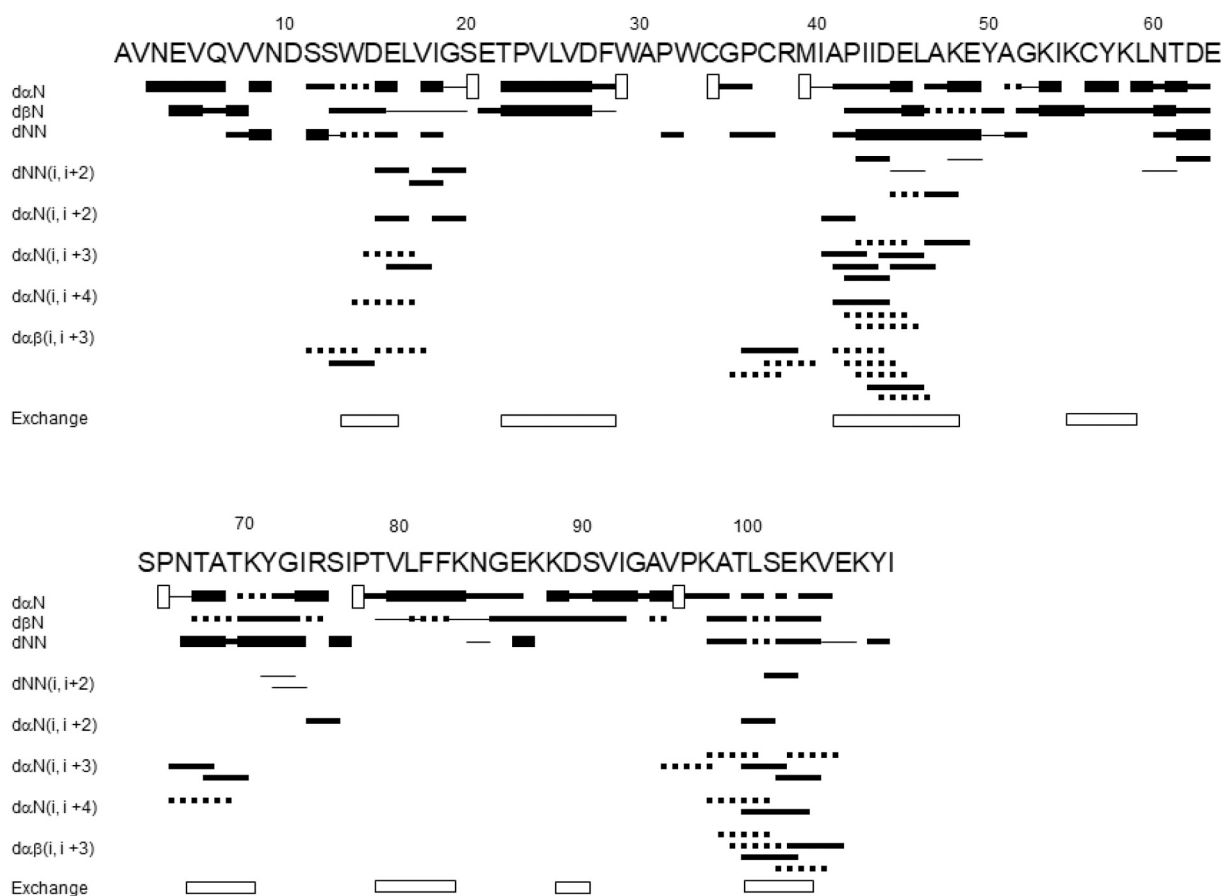 10 20 30 40 50 60
AVNEVQVVNDSSWDELVIGSETPVLVDFWAPWCGPCRMIAPIIDELAKEYAGKIKCYKLNTDE
dαN
dβN
dNN
dNN(i, i+2)
dαN(i, i +2)
dαN(i, i +3)
dαN(i, i +4)
dαβ(i, i +3)
Exchange
70 80 90 100
SPNTATKYGIRSIPTVLFFKNGEKKDSVIGAVPKATLSEKVEKYI
dαN
dβN
dNN
dNN(i, i+2)
dαN(i, i +2)
dαN(i, i +3)
dαN(i, i +4)
dαβ(i, i +3)
Exchange